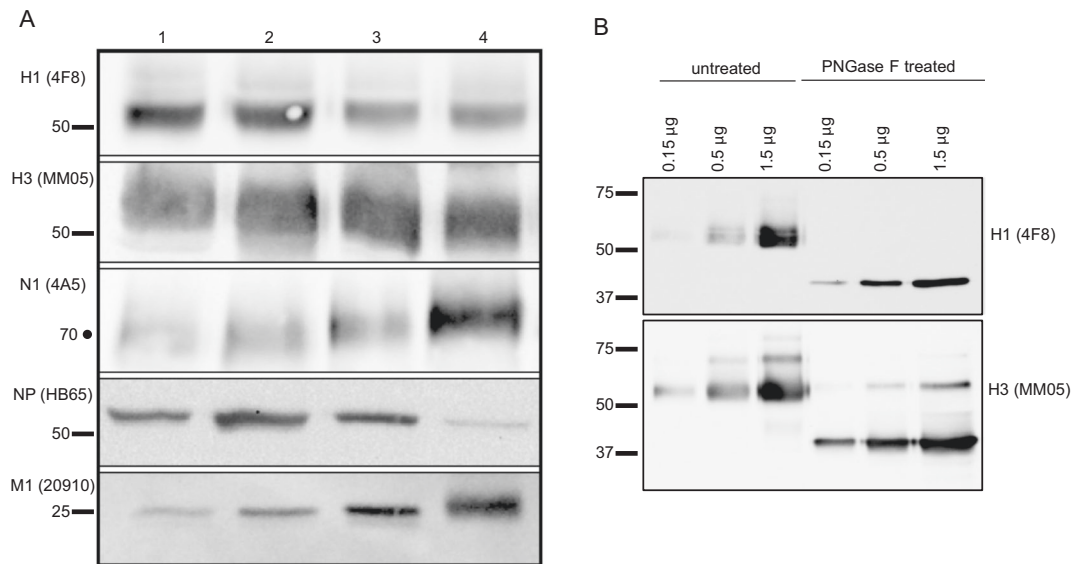 A
1 2 3 4
H1 (4F8)
50
H3 (MM05)
50
N1 (4A5)
70
NP (HB65)
50
M1 (20910)
25
B
untreated PNGase F treated
0.15 µg 0.5 µg 1.5 µg 0.15 µg 0.5 µg 1.5 µg
75
50
37
H1 (4F8)
75
50
37
H3 (MM05)